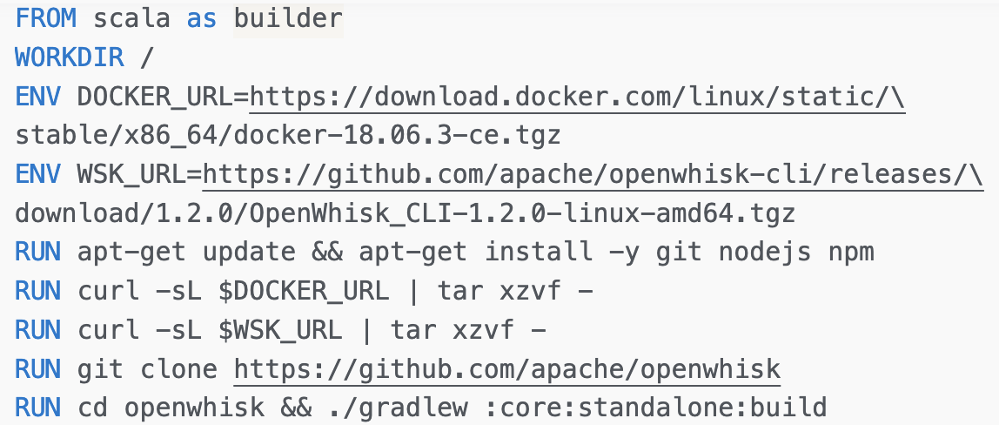 FROM scala as builder
WORKDIR /
ENV DOCKER_URL=https://download.docker.com/linux/static/\
stable/x86_64/docker-18.06.3-ce.tgz
ENV WSK_URL=https://github.com/apache/openwhisk-cli/releases/\
download/1.2.0/OpenWhisk_CLI-1.2.0-linux-amd64.tgz
RUN apt-get update && apt-get install -y git nodejs npm
RUN curl -sL $DOCKER_URL | tar xzvf -
RUN curl -sL $WSK_URL | tar xzvf -
RUN git clone https://github.com/apache/openwhisk
RUN cd openwhisk && ./gradlew :core:standalone:build